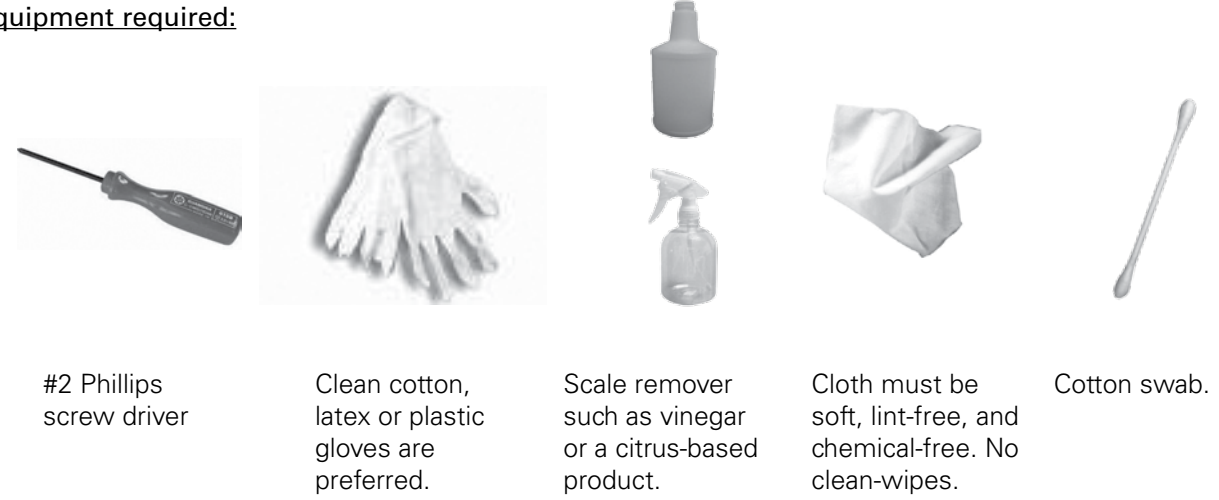 quipment required:
#2 Phillips
screw driver
Clean cotton,
latex or plastic
gloves are
preferred.
Scale remover
such as vinegar
or a citrus-based
product.
Cloth must be
soft, lint-free, and
chemical-free. No
clean-wipes.
Cotton swab.